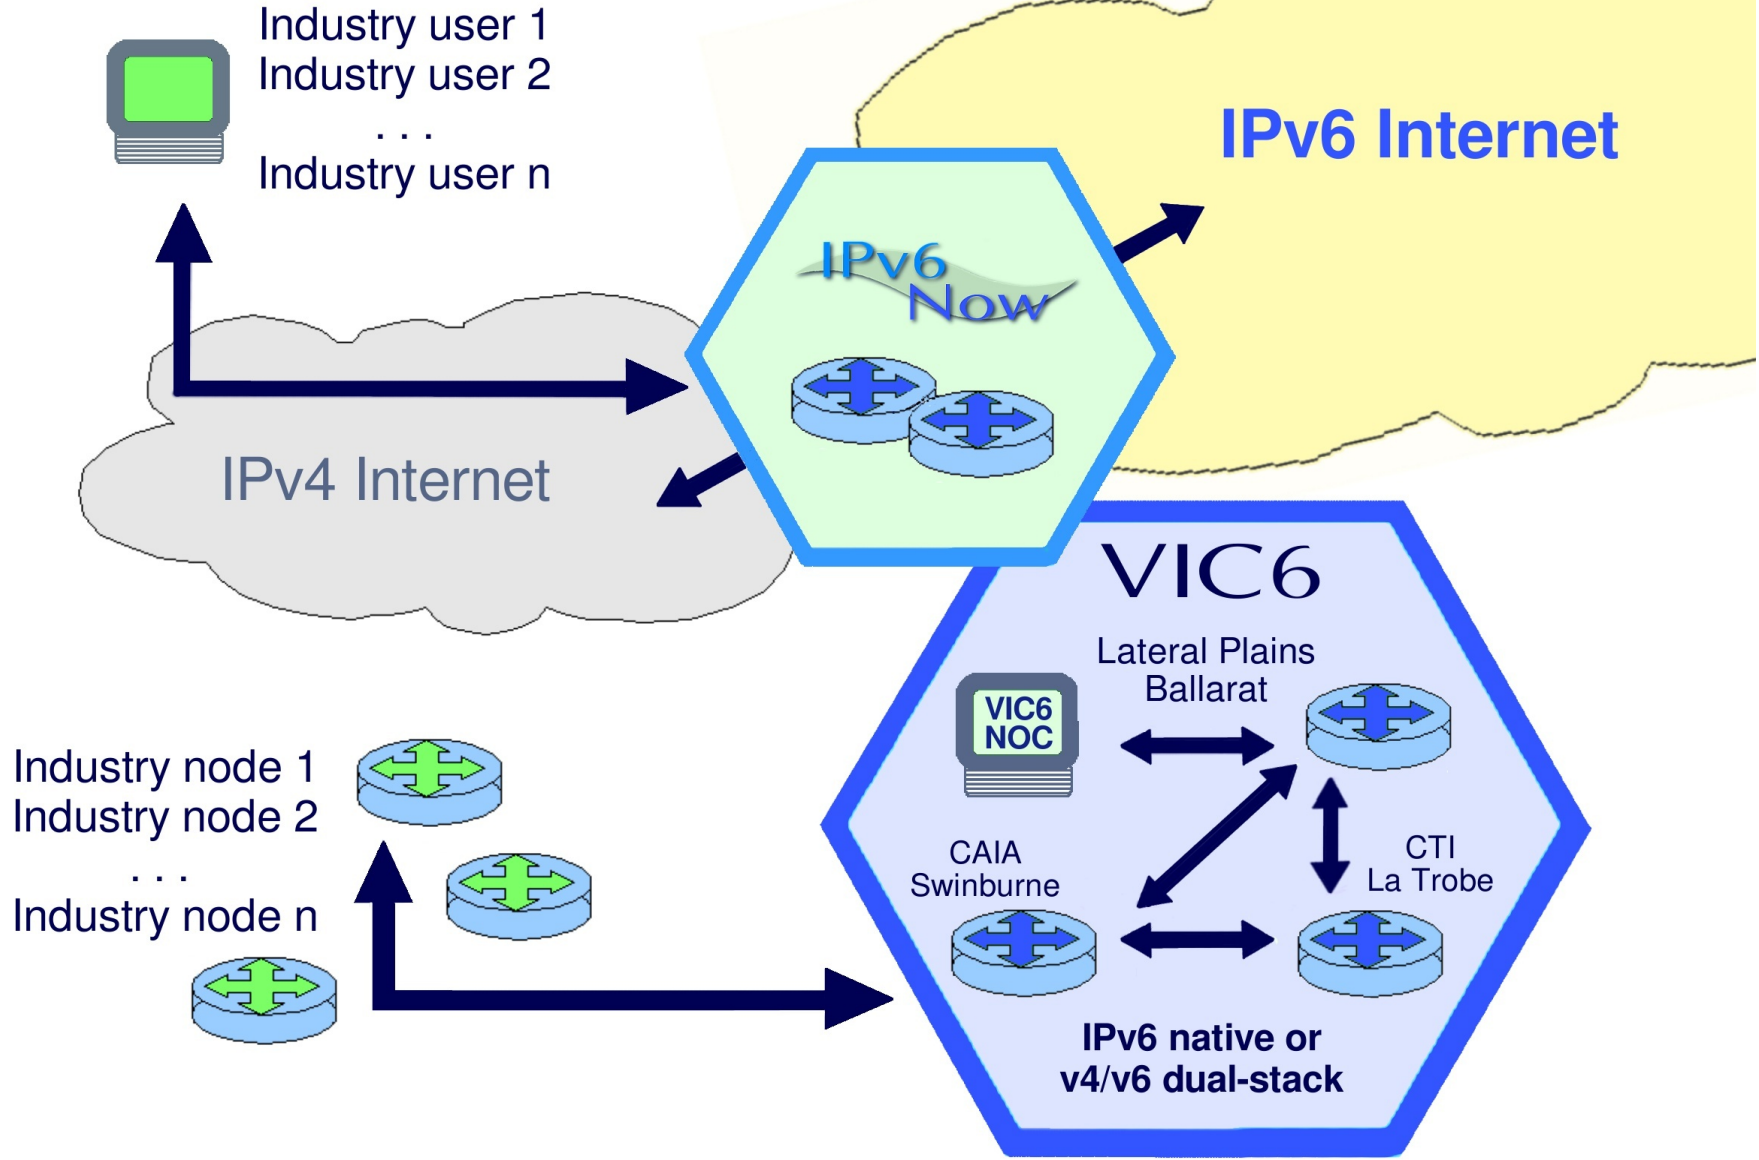 Industry user 1
Industry user 2
. . .
Industry user n
IPv6 Internet
IPv6
Now
IPv4 Internet
VIC6
Lateral Plains
Ballarat
VIC6
NOC
Industry node 1
Industry node 2
. . .
Industry node n
CAIA
Swinburne
CTI
La Trobe
IPv6 native or
v4/v6 dual-stack